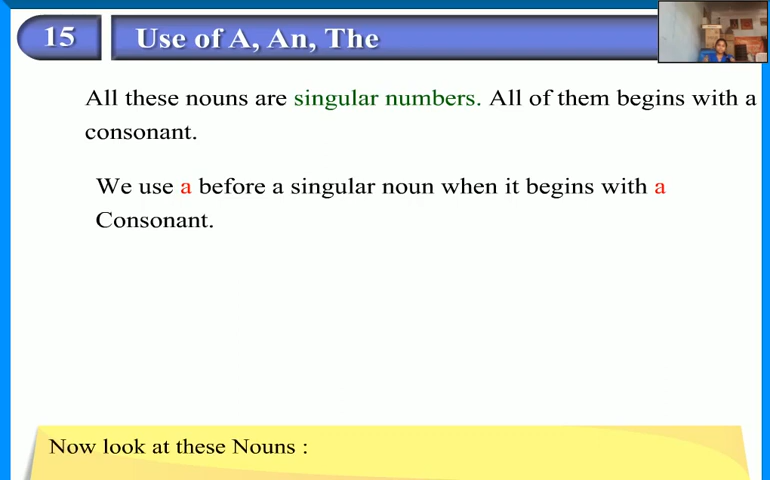 15 Use of A, An, The
All these nouns are singular numbers. All of them begins with a
consonant.
We use a before a singular noun when it begins with a
Consonant.
Now look at these Nouns :